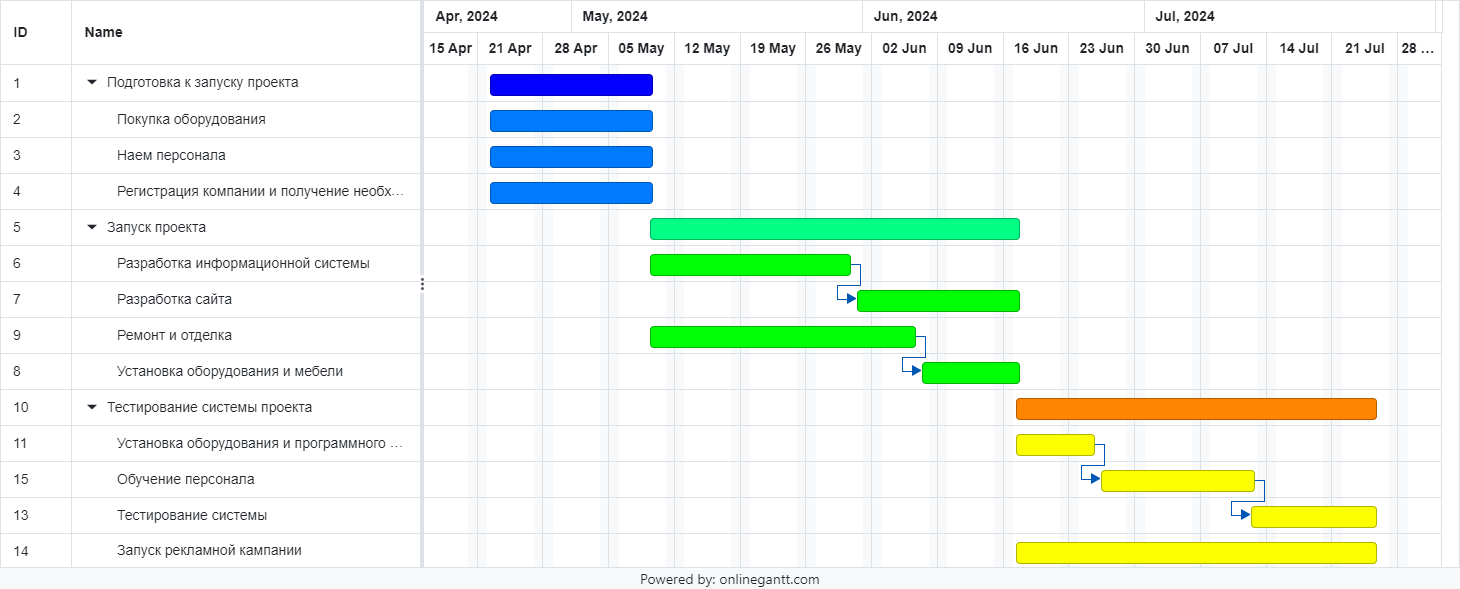 ID Name Apr, 2024 May, 2024 Jun, 2024 Jul, 2024
15 Apr 21 Apr 28 Apr 05 May 12 May 19 May 26 May 02 Jun 09 Jun 16 Jun 23 Jun 30 Jun 07 Jul 14 Jul 21 Jul 28 ...
1 Подготовка к запуску проекта
2 Покупка оборудования
3 Наем персонала
4 Регистрация компании и получение необх...
5 Запуск проекта
6 Разработка информационной системы
7 Разработка сайта
9 Ремонт и отделка
8 Установка оборудования и мебели
10 Тестирование системы проекта
11 Установка оборудования и программного ...
15 Обучение персонала
13 Тестирование системы
14 Запуск рекламной кампании
Powered by: onlinegantt.com